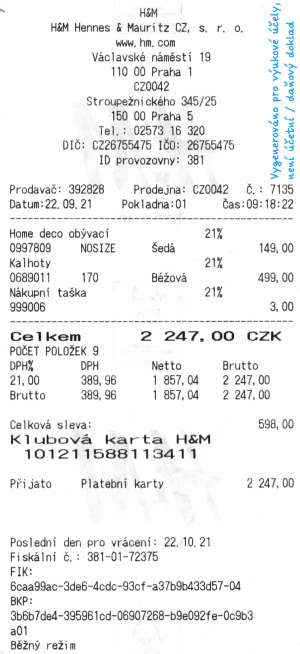 H&M
H&M Hennes & Mauritz CZ, s. r. o.
www.hm.com
Václavské náměstí 19
110 00 Praha 1
CZ0042
Stroupežnického 345/25
150 00 Praha 5
Tel.: 02573 16 320
DIČ: CZ26755475 IČO: 26755475
ID provozovny: 381
Vygenerováno pro výukové účely,
není účetní / daňový doklad
Prodavač: 392828 Prodejna: CZ0042 Č.: 7135
Datum:22.09.21 Pokladna:01 Čas:09:18:22
Home deco obývací 21%
0997809 NOSIZE Šedá 149,00
Kalhoty 21%
0689011 170 Béžová 499,00
Nákupní taška 21%
999006 3,00
Celkem 2 247,00 CZK
POČET POLOŽEK 9
DPH% DPH Netto Brutto
21,00 389,96 1 857,04 2 247,00
Brutto 389,96 1 857,04 2 247,00
Celková sleva: 598,00
Klubová karta H&M
101211588113411
Přijato Platební karty 2 247,00
Poslední den pro vrácení: 22.10.21
Fiskální č.: 381-01-72375
FIK:
6caa99ac-3de6-4cdc-93cf-a37b9b433d57-04
BKP:
3b6b7de4-395961cd-06907268-b9e092fe-0c9b3
a01
Běžný režim